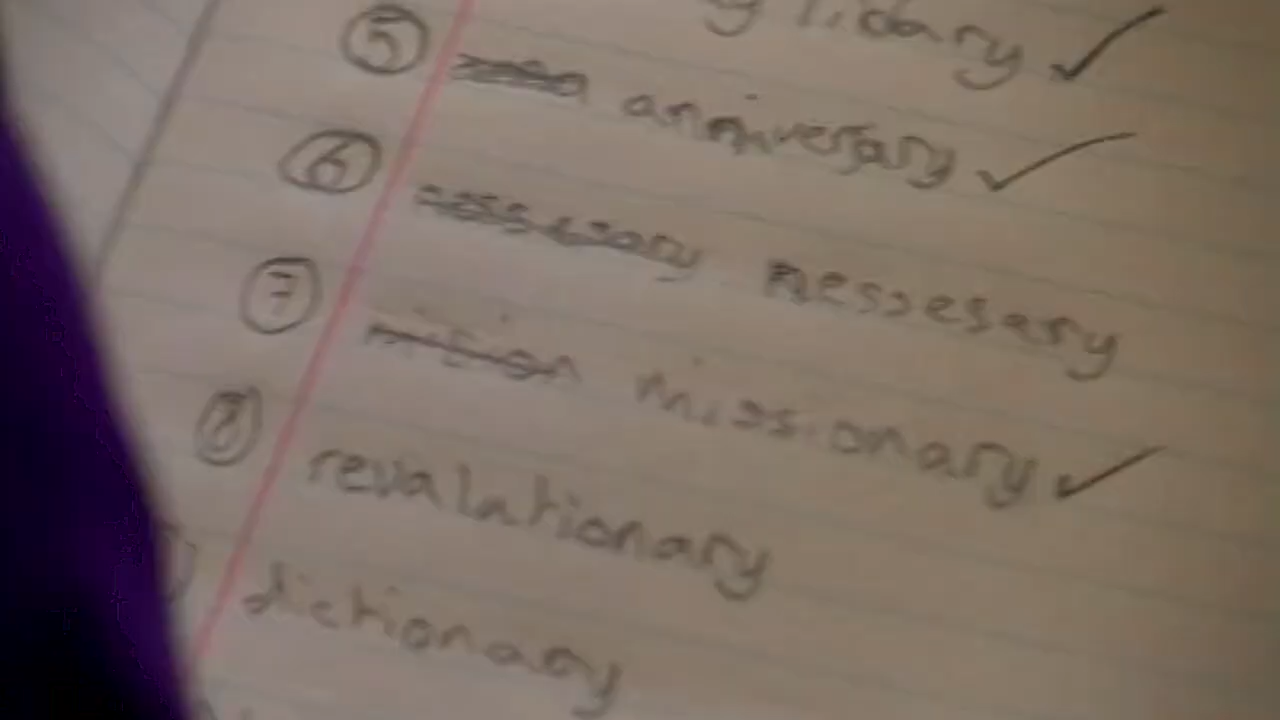 library ✓
5 anniversary ✓
6 nessesary
7 missionary ✓
8 revalationary
dictionary